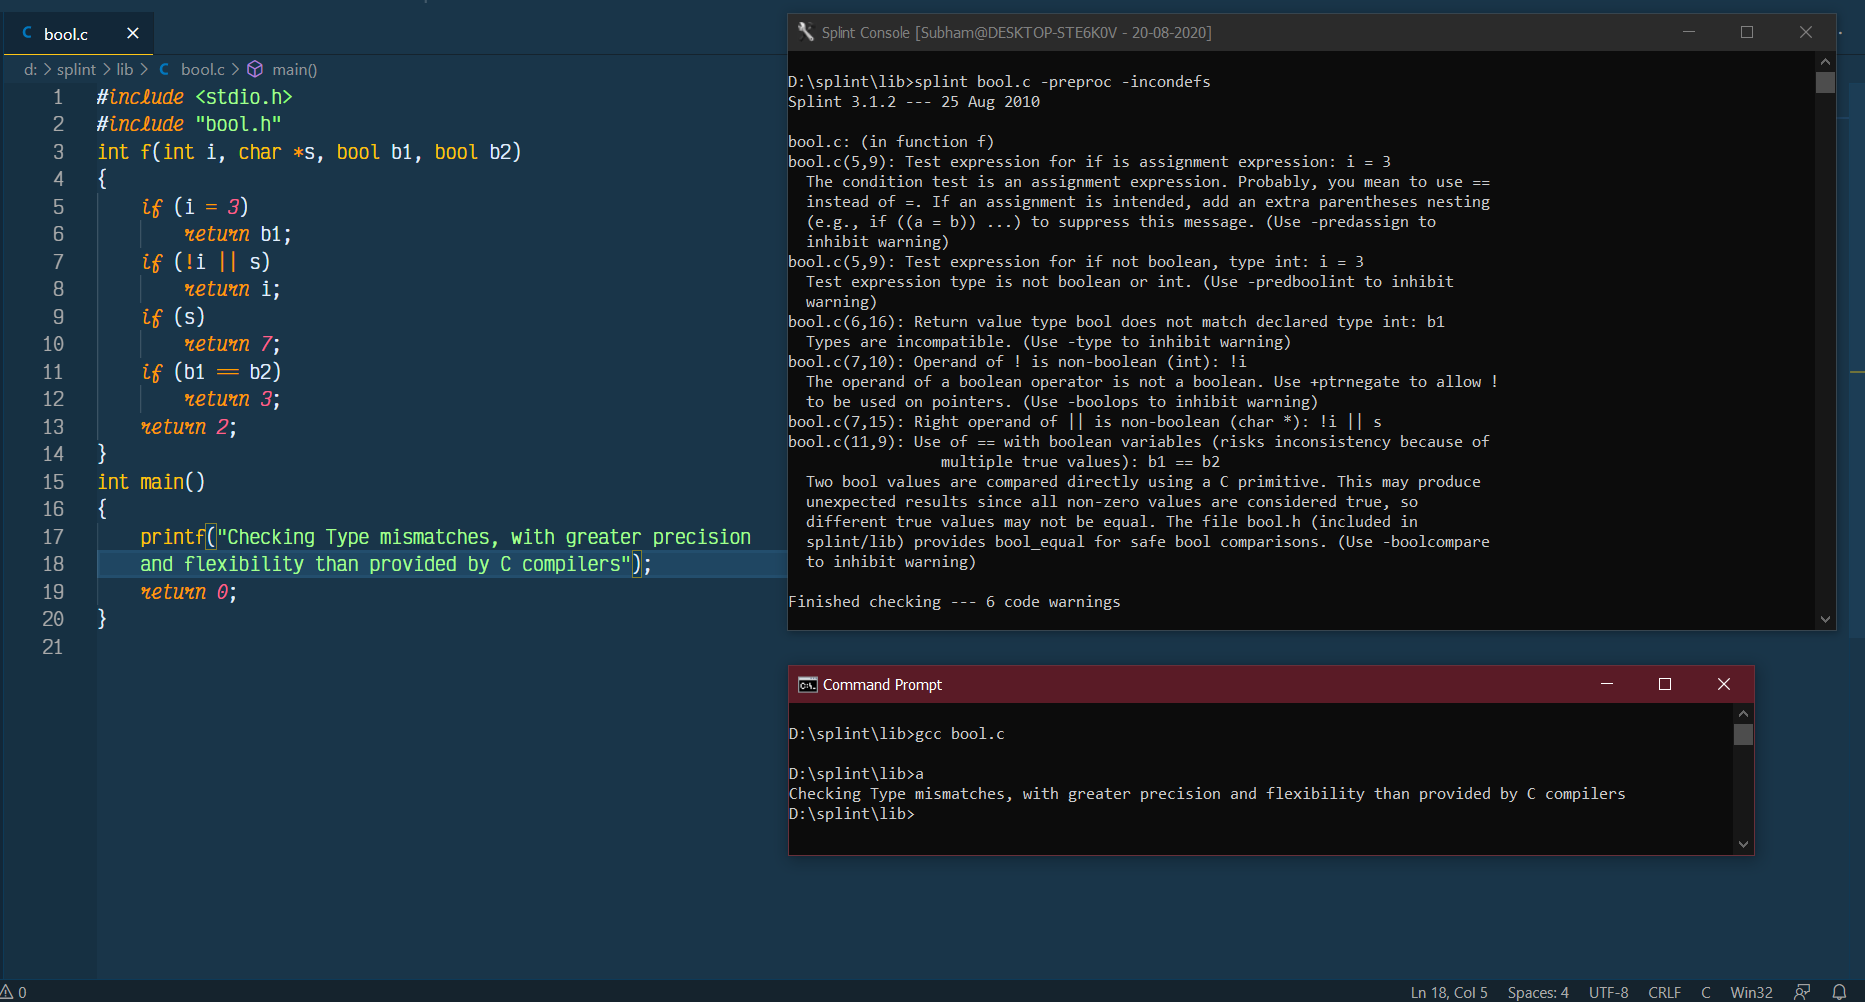 C bool.c ×
d: > splint > lib > C bool.c > main()
1 #include <stdio.h>
2 #include "bool.h"
3 int f(int i, char *s, bool b1, bool b2)
4 {
5 if (i = 3)
6 return b1;
7 if (!i || s)
8 return i;
9 if (s)
10 return 7;
11 if (b1 == b2)
12 return 3;
13 return 2;
14 }
15 int main()
16 {
17 printf("Checking Type mismatches, with greater precision
18 and flexibility than provided by C compilers");
19 return 0;
20 }
21
Splint Console [Subham@DESKTOP-STE6K0V - 20-08-2020]
D:\splint\lib>splint bool.c -preproc -incondefs
Splint 3.1.2 --- 25 Aug 2010
bool.c: (in function f)
bool.c(5,9): Test expression for if is assignment expression: i = 3
The condition test is an assignment expression. Probably, you mean to use ==
instead of =. If an assignment is intended, add an extra parentheses nesting
(e.g., if ((a = b)) ...) to suppress this message. (Use -predassign to
inhibit warning)
bool.c(5,9): Test expression for if not boolean, type int: i = 3
Test expression type is not boolean or int. (Use -predboolint to inhibit
warning)
bool.c(6,16): Return value type bool does not match declared type int: b1
Types are incompatible. (Use -type to inhibit warning)
bool.c(7,10): Operand of ! is non-boolean (int): !i
The operand of a boolean operator is not a boolean. Use +ptrnegate to allow !
to be used on pointers. (Use -boolops to inhibit warning)
bool.c(7,15): Right operand of || is non-boolean (char *): !i || s
bool.c(11,9): Use of == with boolean variables (risks inconsistency because of
multiple true values): b1 == b2
Two bool values are compared directly using a C primitive. This may produce
unexpected results since all non-zero values are considered true, so
different true values may not be equal. The file bool.h (included in
splint/lib) provides bool_equal for safe bool comparisons. (Use -boolcompare
to inhibit warning)
Finished checking --- 6 code warnings
C:\. Command Prompt
D:\splint\lib>gcc bool.c
D:\splint\lib>a
Checking Type mismatches, with greater precision and flexibility than provided by C compilers
D:\splint\lib>
0 Ln 18, Col 5 Spaces: 4 UTF-8 CRLF C Win32